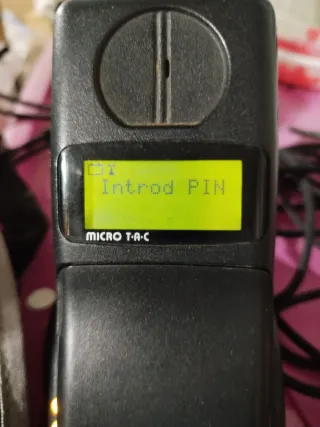 Introd PIN
MICRO T·A·C